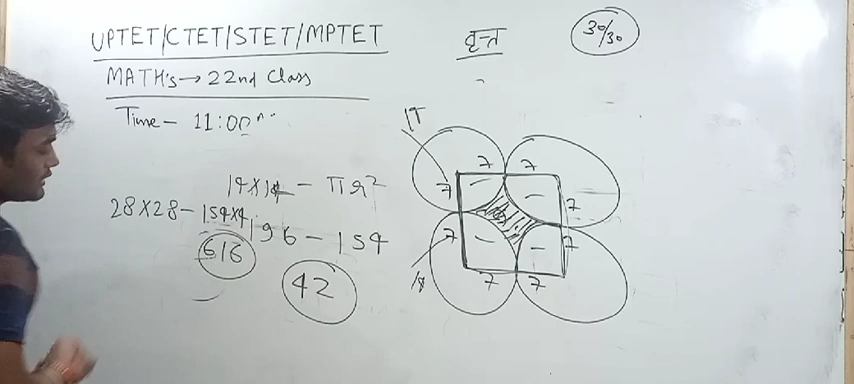 UPTET/CTET/STET/MPTET
वृत्त
30/30
MATH's → 22nd Class
Time - 11:00
14×14 - πr²
28×28 - 154×4
196 - 154
616
42
7 7
7 7
7 7
7 7